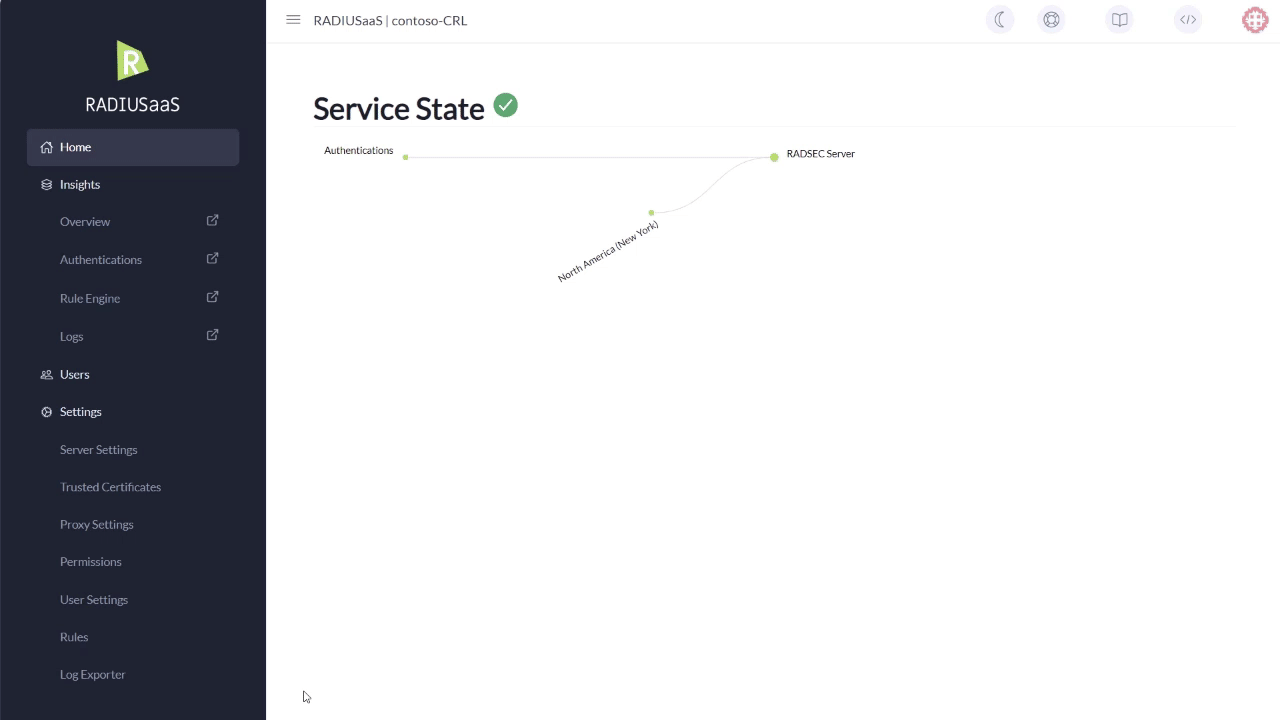 RADIUSaaS | contoso-CRL
R
RADIUSaaS
Home
Insights
Overview
Authentications
Rule Engine
Logs
Users
Settings
Server Settings
Trusted Certificates
Proxy Settings
Permissions
User Settings
Rules
Log Exporter
Service State
Authentications
RADSEC Server
North America (New York)